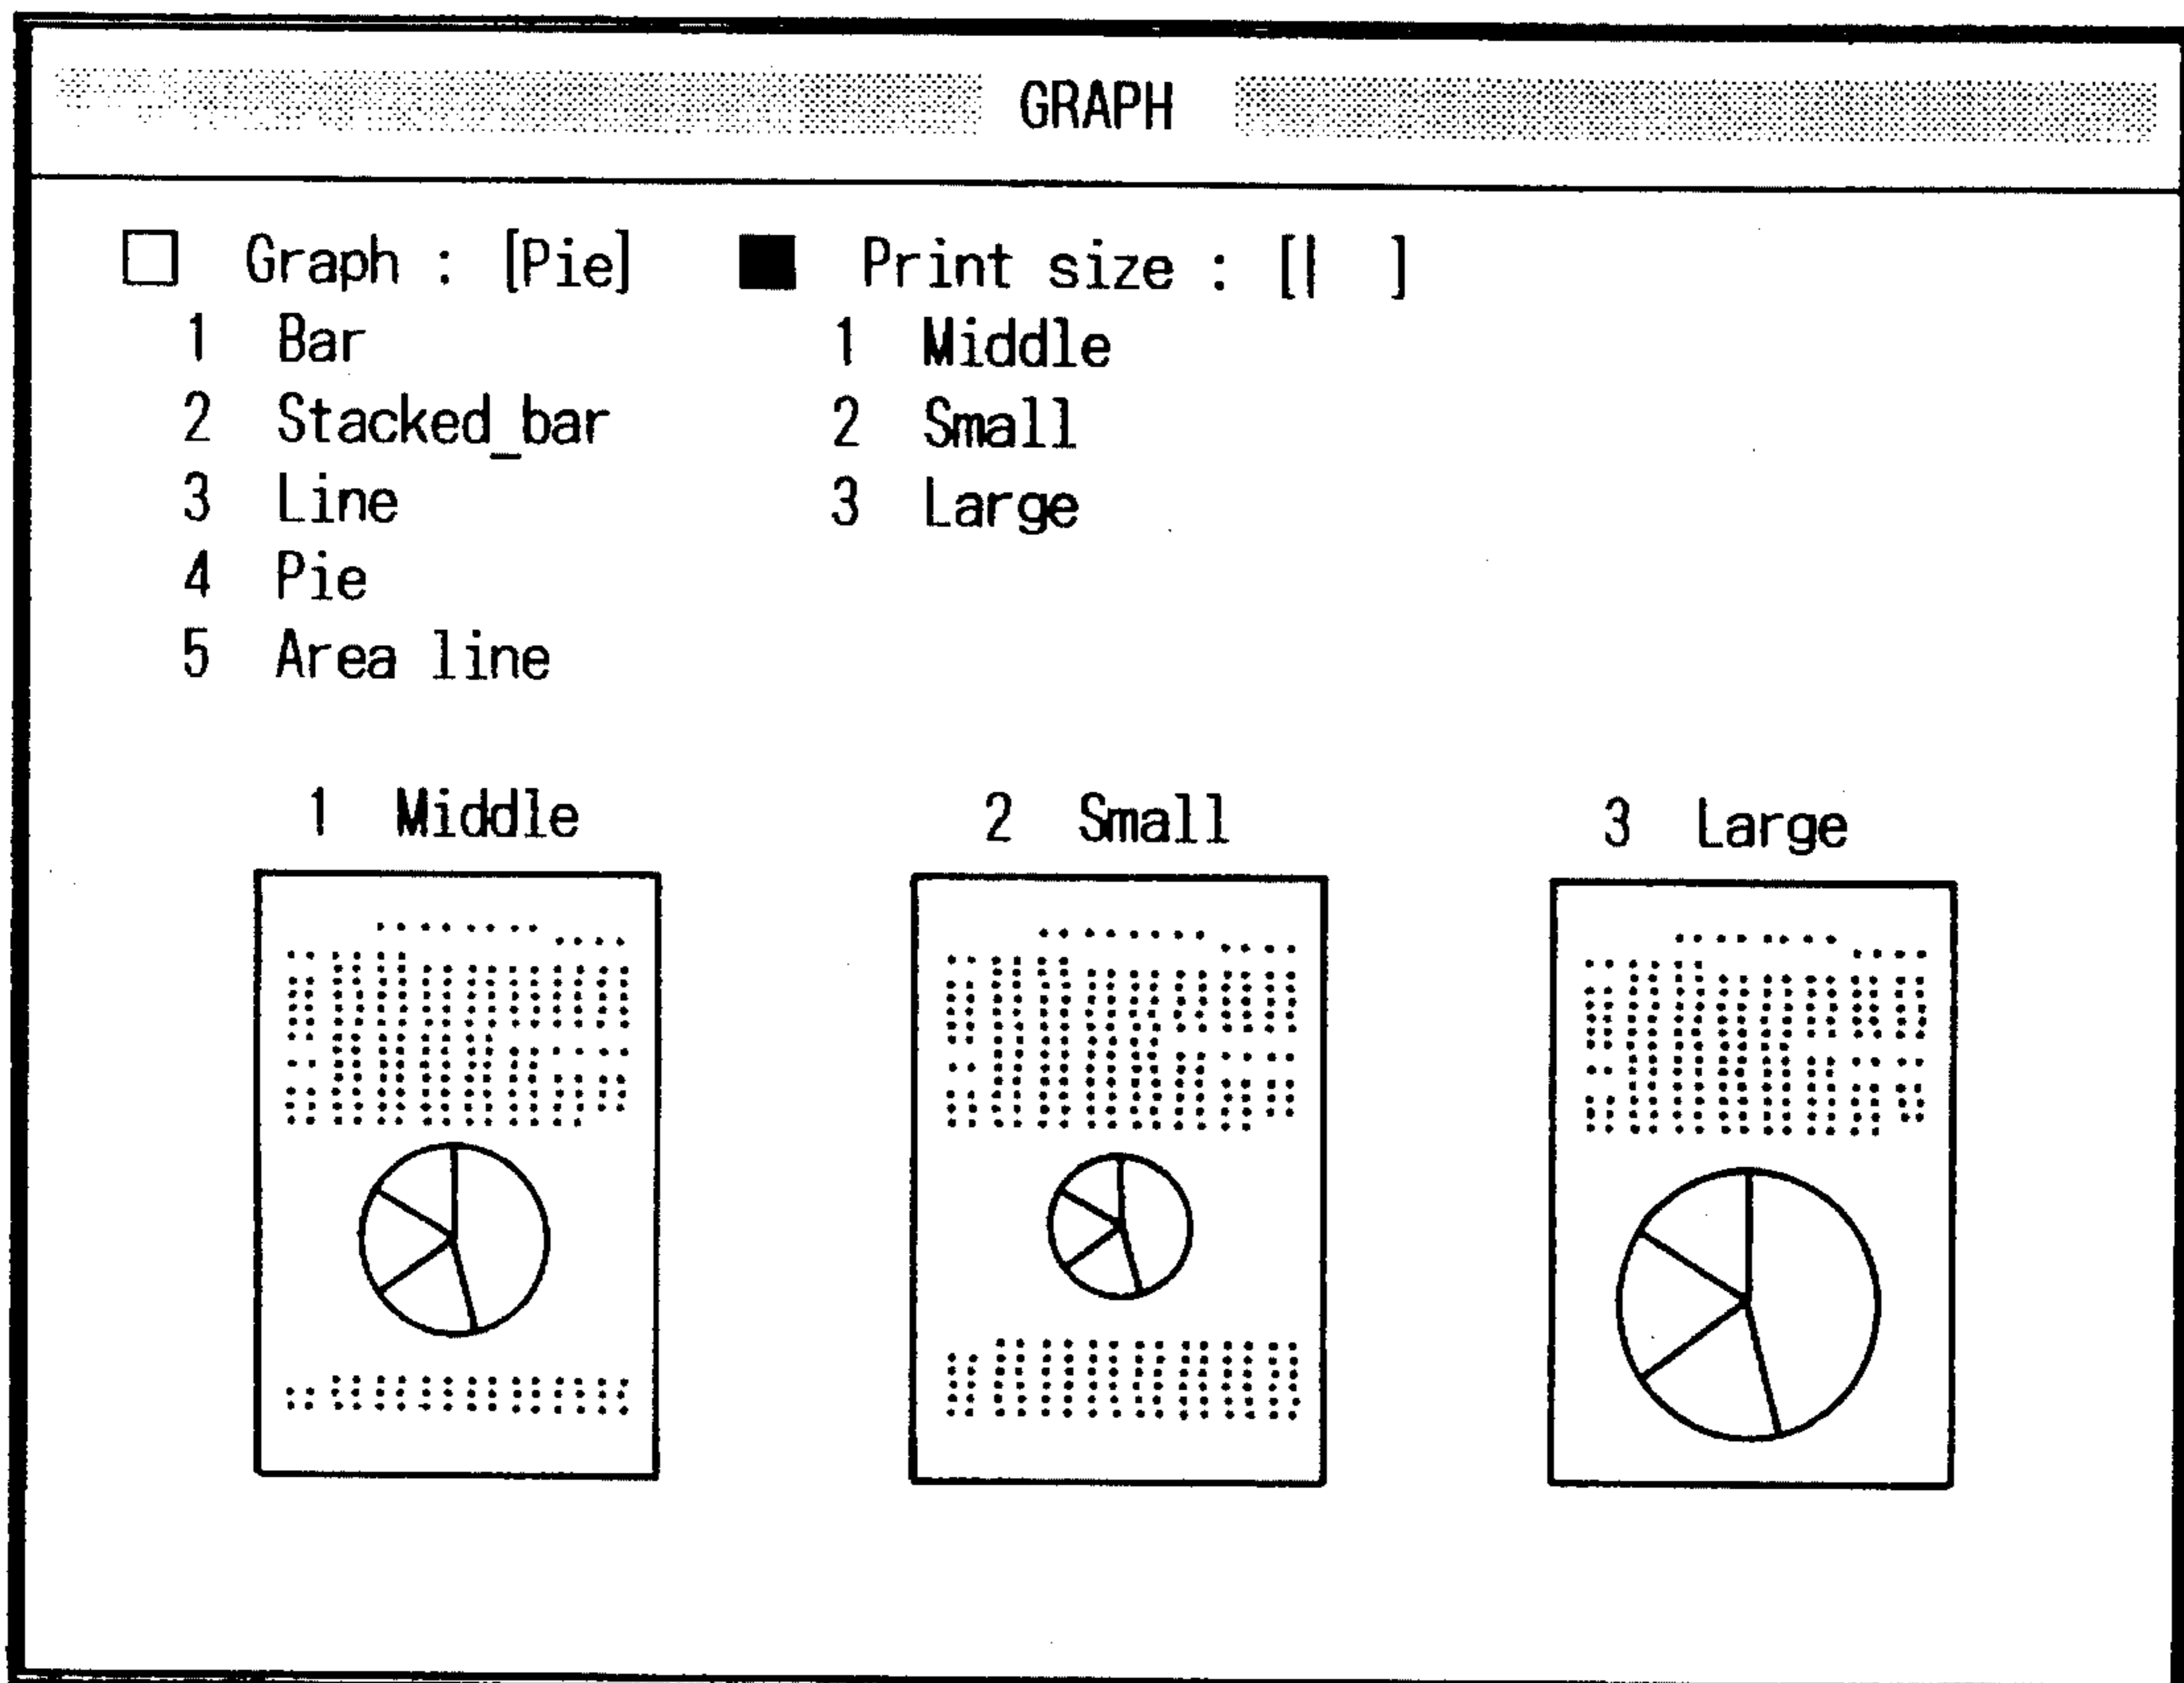 GRAPH
□ Graph : [Pie] ■ Print size : [| ]
1 Bar 1 Middle
2 Stacked_bar 2 Small
3 Line 3 Large
4 Pie
5 Area line
1 Middle 2 Small 3 Large